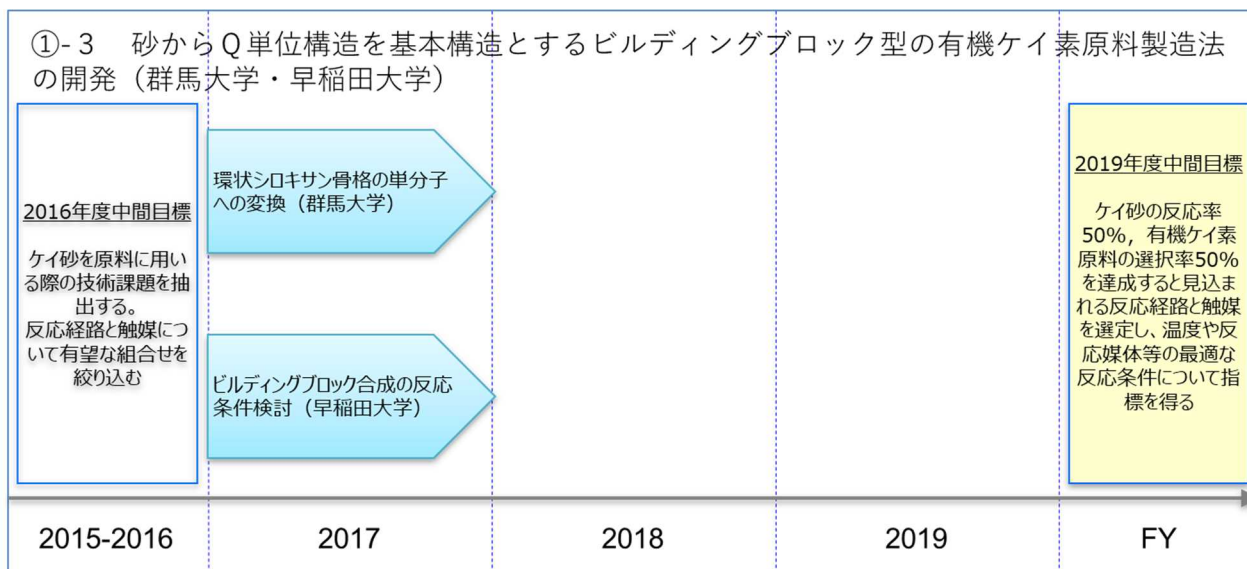 ①-３　砂からＱ単位構造を基本構造とするビルディングブロック型の有機ケイ素原料製造法
の開発（群馬大学・早稲田大学）
2016年度中間目標
ケイ砂を原料に用い
る際の技術課題を抽
出する。
反応経路と触媒につ
いて有望な組合せを
絞り込む
環状シロキサン骨格の単分子
への変換（群馬大学）
ビルディングブロック合成の反応
条件検討（早稲田大学）
2019年度中間目標
ケイ砂の反応率
50%，有機ケイ素
原料の選択率50%
を達成すると見込ま
れる反応経路と触媒
を選定し、温度や反
応媒体等の最適な
反応条件について指
標を得る
2015-2016
2017
2018
2019
FY